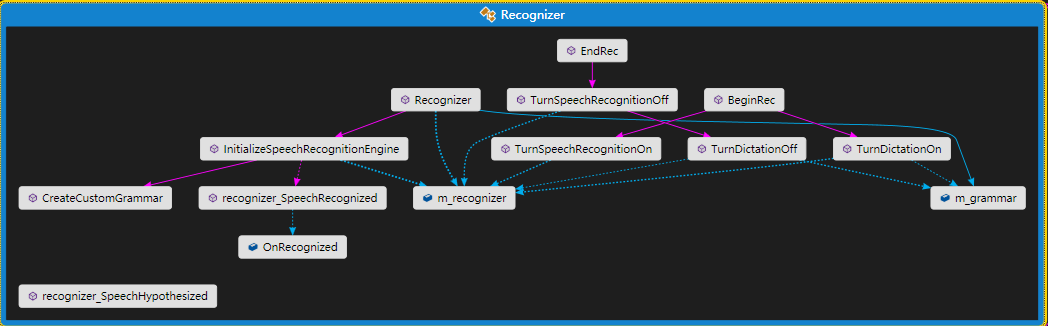 Recognizer
EndRec
Recognizer
TurnSpeechRecognitionOff
BeginRec
InitializeSpeechRecognitionEngine
TurnSpeechRecognitionOn
TurnDictationOff
TurnDictationOn
CreateCustomGrammar
recognizer_SpeechRecognized
m_recognizer
m_grammar
OnRecognized
recognizer_SpeechHypothesized